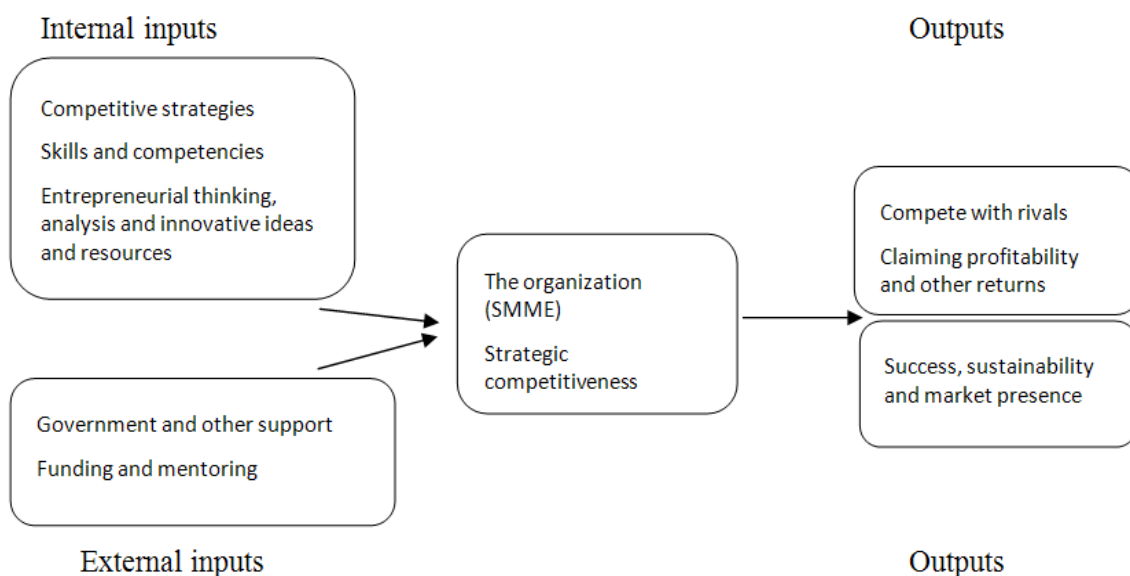 Internal inputs
Outputs
Competitive strategies
Skills and competencies
Entrepreneurial thinking,
analysis and innovative ideas
and resources
Government and other support
Funding and mentoring
External inputs
The organization
(SMME)
Strategic
competitiveness
Compete with rivals
Claiming profitability
and other returns
Success, sustainability
and market presence
Outputs